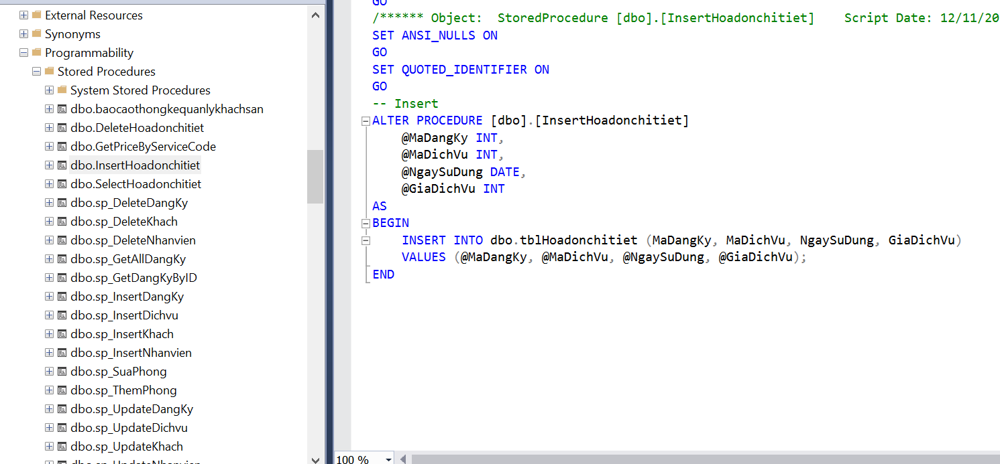 External Resources
Synonyms
Programmability
Stored Procedures
System Stored Procedures
dbo.baocaothongkequanlykhachsan
dbo.DeleteHoadonchitiet
dbo.GetPriceByServiceCode
dbo.InsertHoadonchitiet
dbo.SelectHoadonchitiet
dbo.sp_DeleteDangKy
dbo.sp_DeleteKhach
dbo.sp_DeleteNhanvien
dbo.sp_GetAllDangKy
dbo.sp_GetDangKyByID
dbo.sp_InsertDangKy
dbo.sp_InsertDichvu
dbo.sp_InsertKhach
dbo.sp_InsertNhanvien
dbo.sp_SuaPhong
dbo.sp_ThemPhong
dbo.sp_UpdateDangKy
dbo.sp_UpdateDichvu
dbo.sp_UpdateKhach
dbo.sp_UpdateNhanvien
GO
/****** Object:  StoredProcedure [dbo].[InsertHoadonchitiet]    Script Date: 12/11/20
SET ANSI_NULLS ON
GO
SET QUOTED_IDENTIFIER ON
GO
-- Insert
ALTER PROCEDURE [dbo].[InsertHoadonchitiet]
    @MaDangKy INT,
    @MaDichVu INT,
    @NgaySuDung DATE,
    @GiaDichVu INT
AS
BEGIN
    INSERT INTO dbo.tblHoadonchitiet (MaDangKy, MaDichVu, NgaySuDung, GiaDichVu)
    VALUES (@MaDangKy, @MaDichVu, @NgaySuDung, @GiaDichVu);
END
100 %